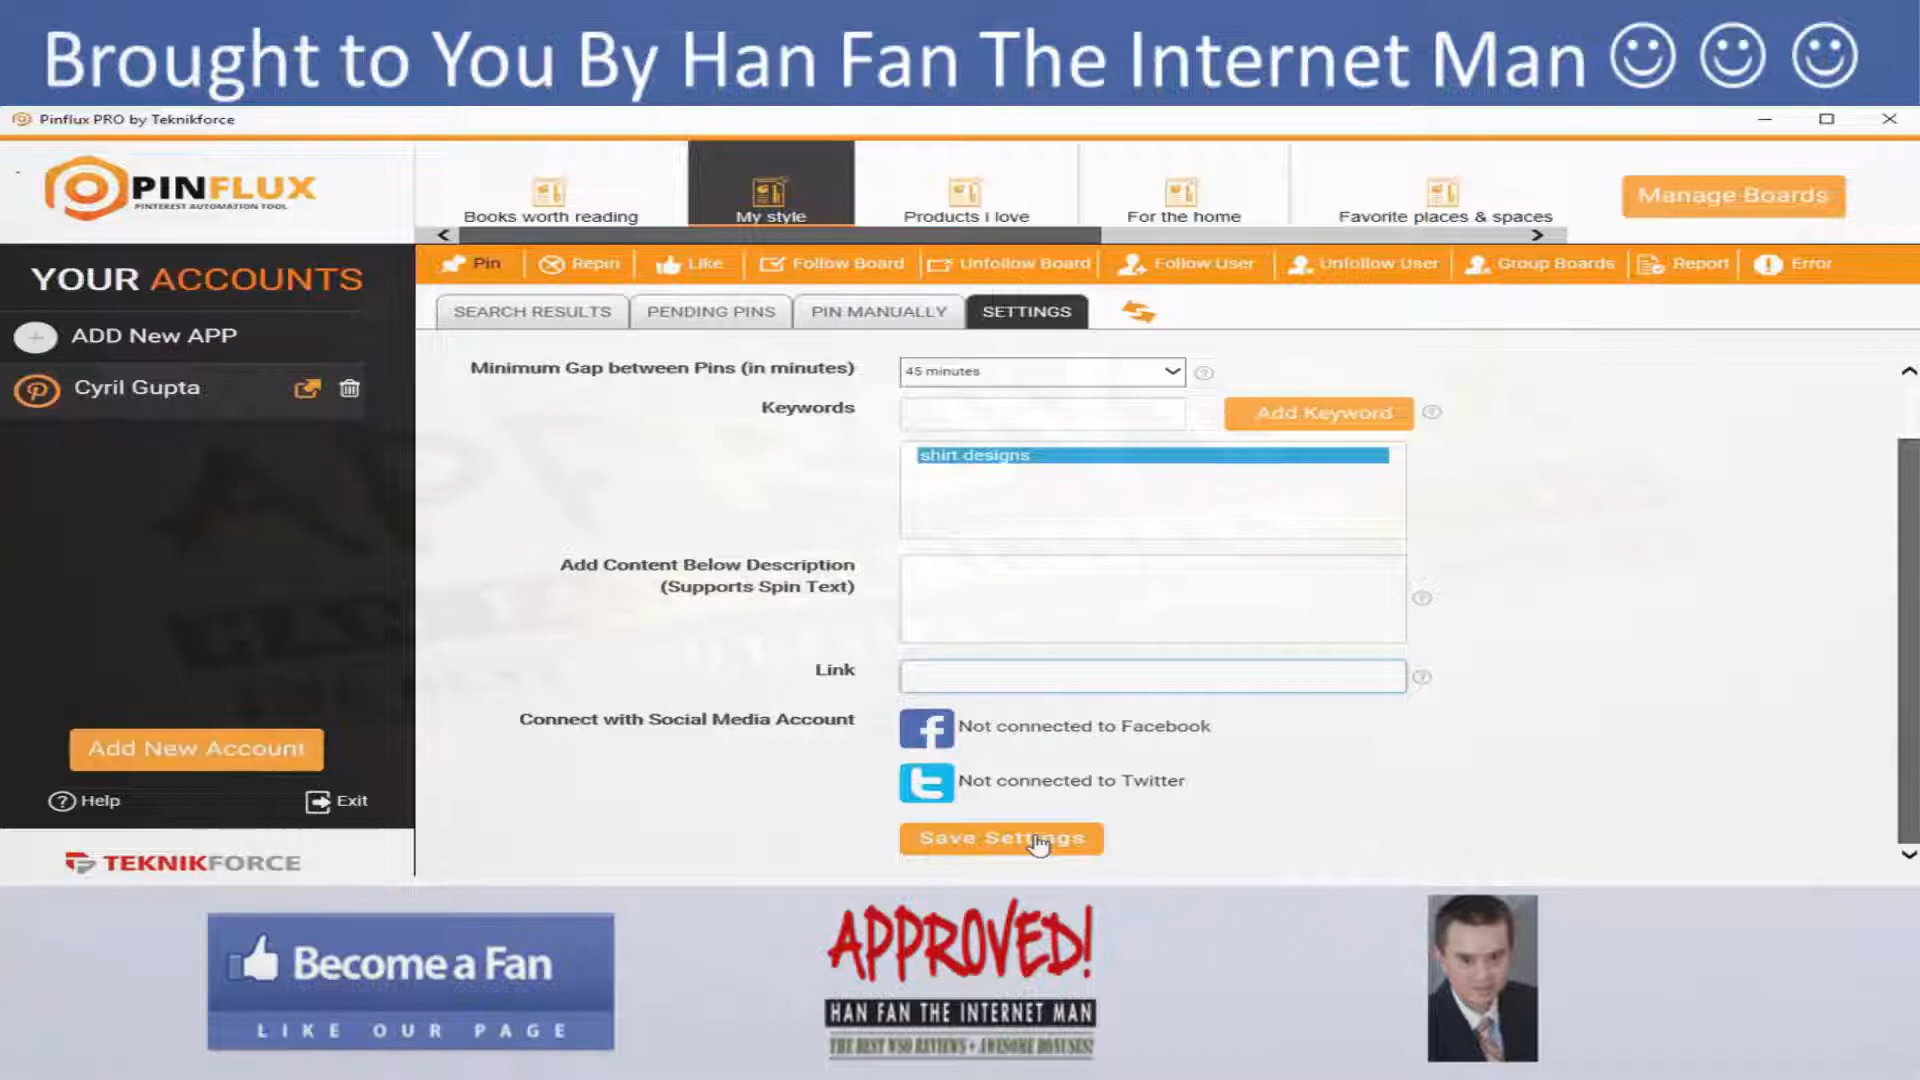 Brought to You By Han Fan The Internet Man
Pinflux PRO by Teknikforce
PINFLUX
PINTEREST AUTOMATION TOOL
Books worth reading
My style
Products i love
For the home
Favorite places & spaces
Manage Boards
YOUR ACCOUNTS
Pin
Repin
Like
Follow Board
Unfollow Board
Follow User
Unfollow User
Group Boards
Report
Error
SEARCH RESULTS
PENDING PINS
PIN MANUALLY
SETTINGS
ADD New APP
Cyril Gupta
Minimum Gap between Pins (in minutes)
45 minutes
Keywords
Add Keyword
shirt designs
Add Content Below Description
(Supports Spin Text)
Link
Connect with Social Media Account
Not connected to Facebook
Not connected to Twitter
Save Settings
Add New Account
Help
Exit
TEKNIKFORCE
Become a Fan
LIKE OUR PAGE
APPROVED!
HAN FAN THE INTERNET MAN
THE BEST WSO REVIEWS + AWESOME BONUSES!